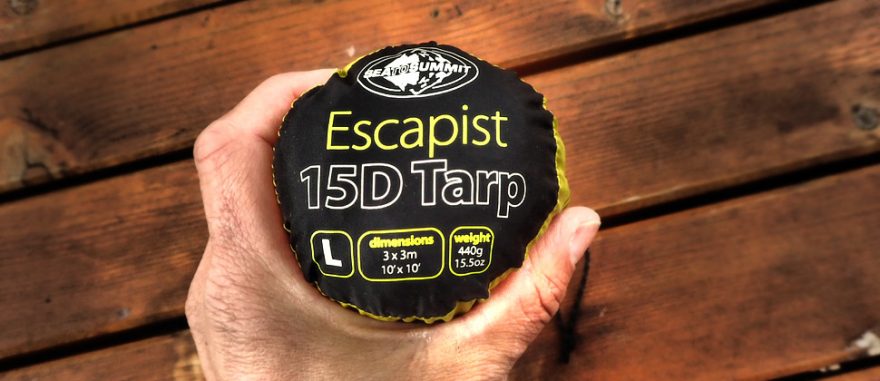 SEA TO SUMMIT
Escapist
15D Tarp
L
dimensions
3 x 3m
10' x 10'
weight
440g
15.5oz